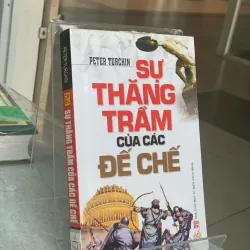 PETER TURCHIN
SỰ
THĂNG
TRẦM
CỦA CÁC
ĐẾ CHẾ
SỰ THĂNG TRẦM CỦA CÁC ĐẾ CHẾ